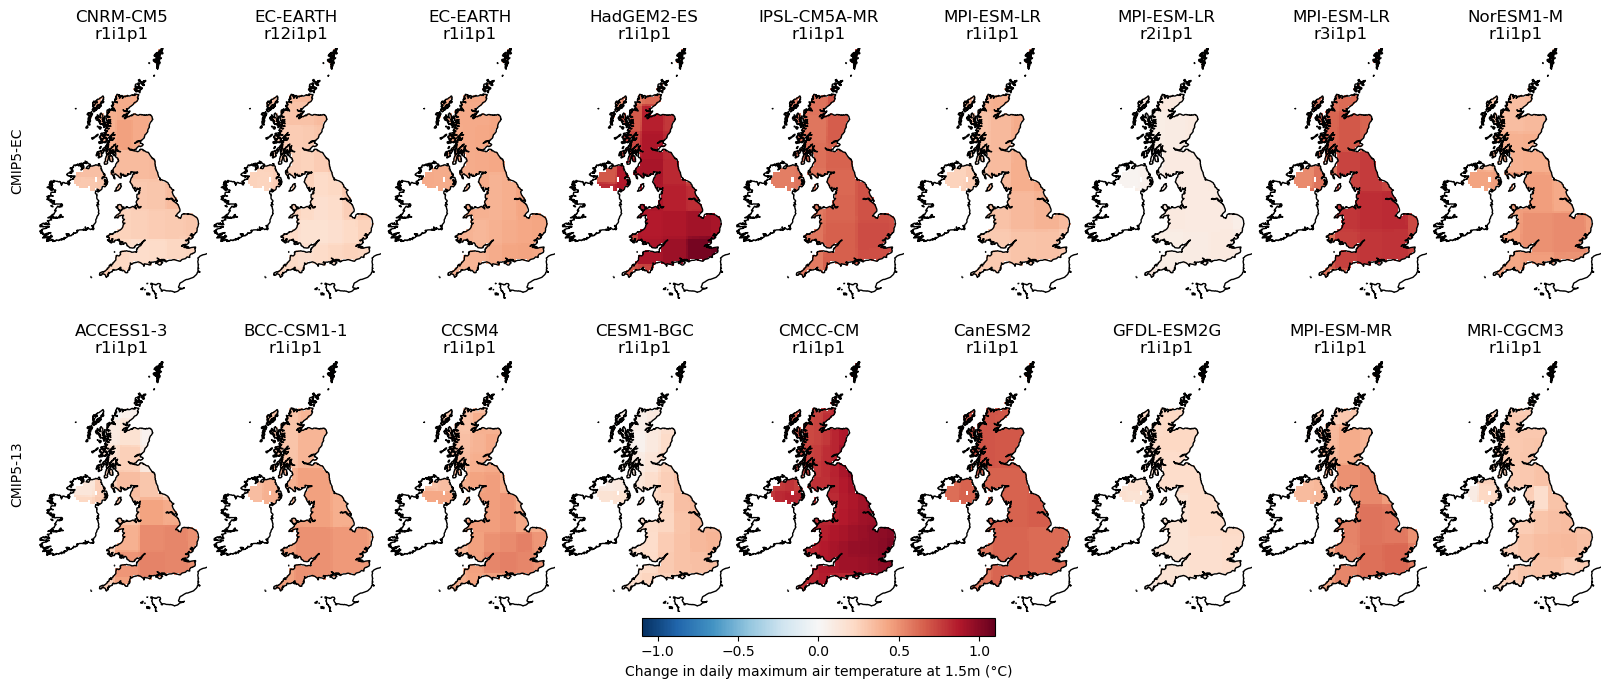 CNRM-CM5 EC-EARTH EC-EARTH HadGEM2-ES IPSL-CM5A-MR MPI-ESM-LR MPI-ESM-LR MPI-ESM-LR NorESM1-M
r1i1p1 r12i1p1 r1i1p1 r1i1p1 r1i1p1 r1i1p1 r2i1p1 r3i1p1 r1i1p1
CMIP5-EC
ACCESS1-3 BCC-CSM1-1 CCSM4 CESM1-BGC CMCC-CM CanESM2 GFDL-ESM2G MPI-ESM-MR MRI-CGCM3
r1i1p1 r1i1p1 r1i1p1 r1i1p1 r1i1p1 r1i1p1 r1i1p1 r1i1p1 r1i1p1
CMIP5-13
−1.0 −0.5 0.0 0.5 1.0
Change in daily maximum air temperature at 1.5m (°C)